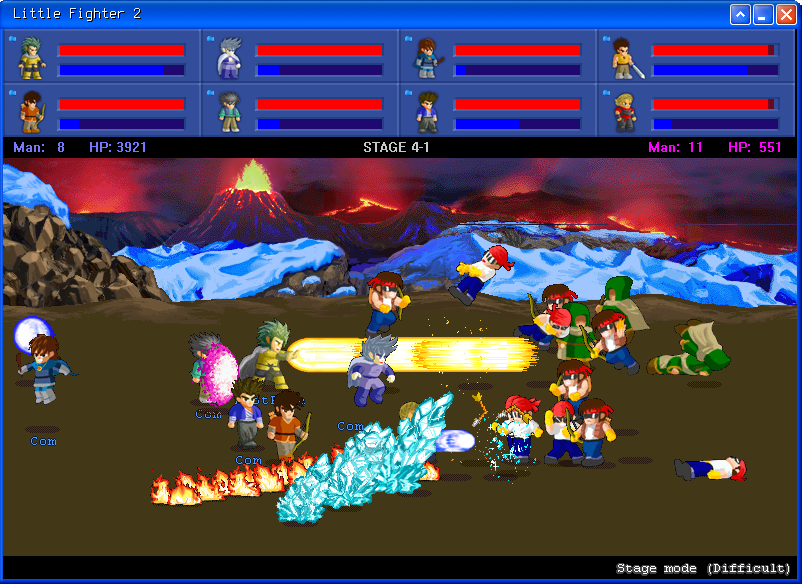 Little Fighter 2
Man: 8 HP: 3921 STAGE 4-1 Man: 11 HP: 551
Com
Com
Com
Com
Stage mode (Difficult)